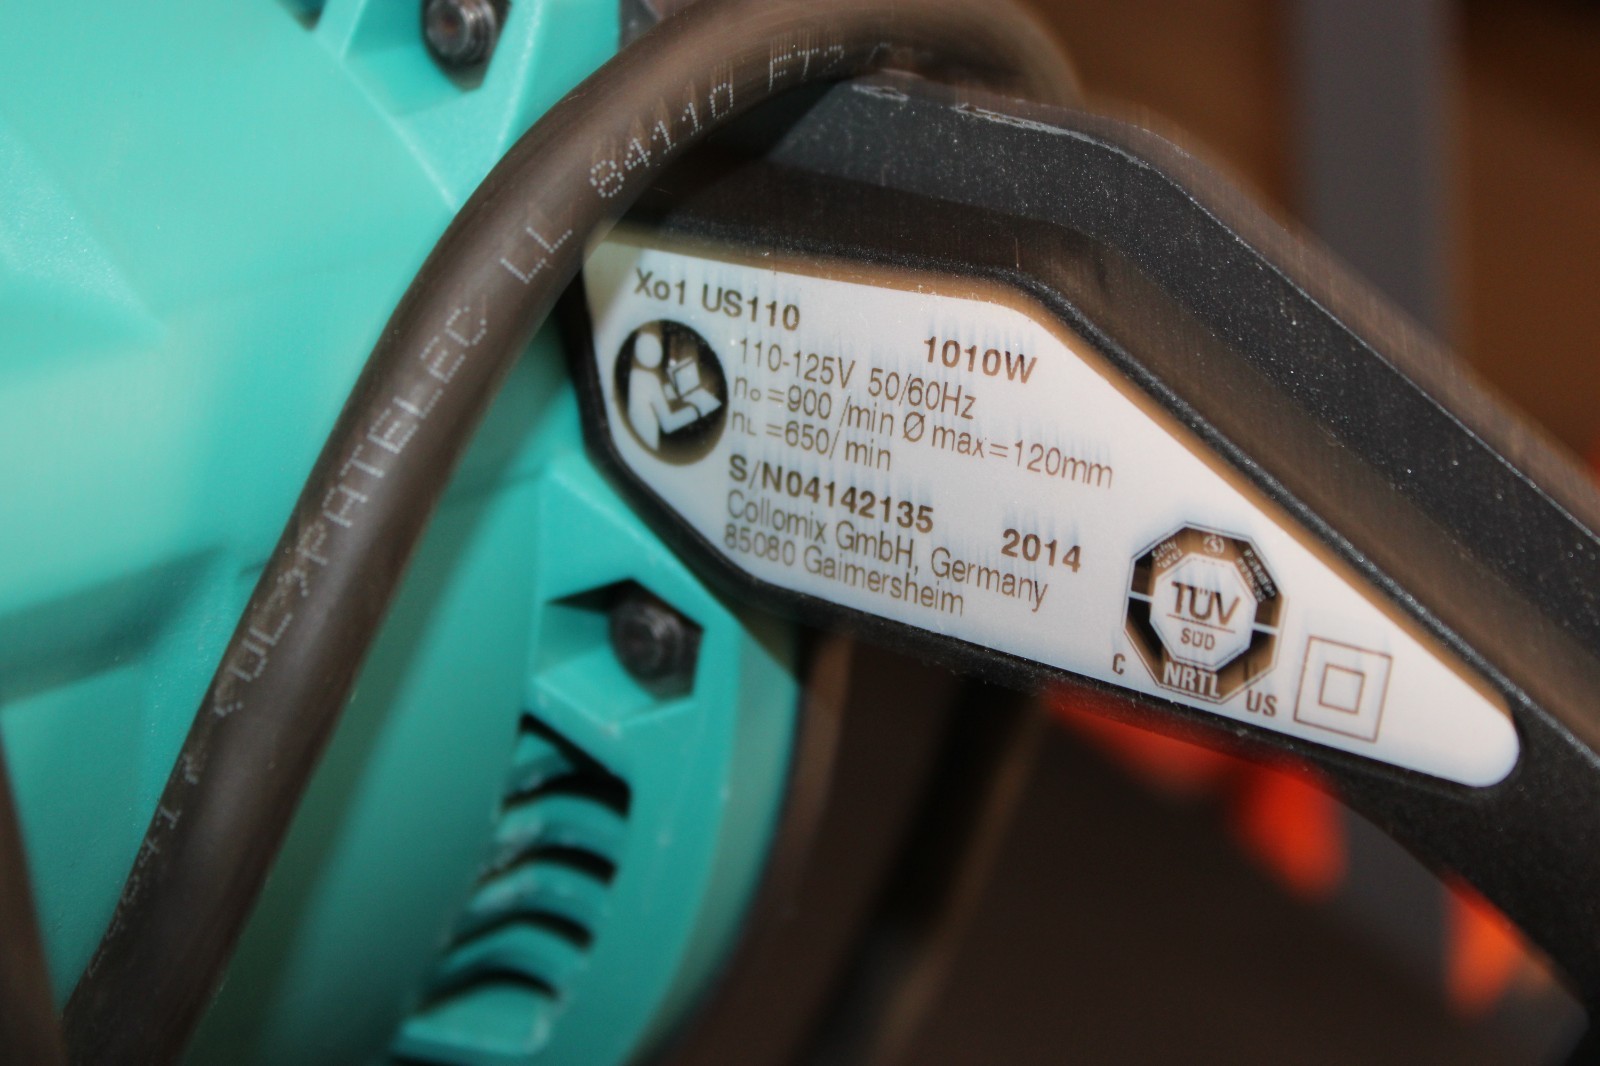 Xo1 US110
1010W
110-125V 50/60Hz
n₀=900 /min Ø max=120mm
nL=650/ min
S/N04142135
2014
Collomix GmbH, Germany
85080 Gaimersheim
TÜV
SÜD
NRTL
C
US
PATELEC LL 84110